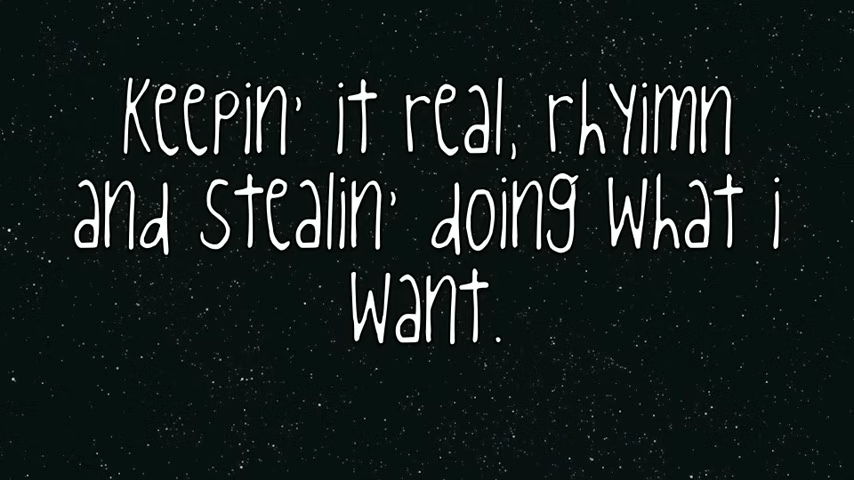 Keepin' it real, rhyimn
and stealin' doing what i
want.